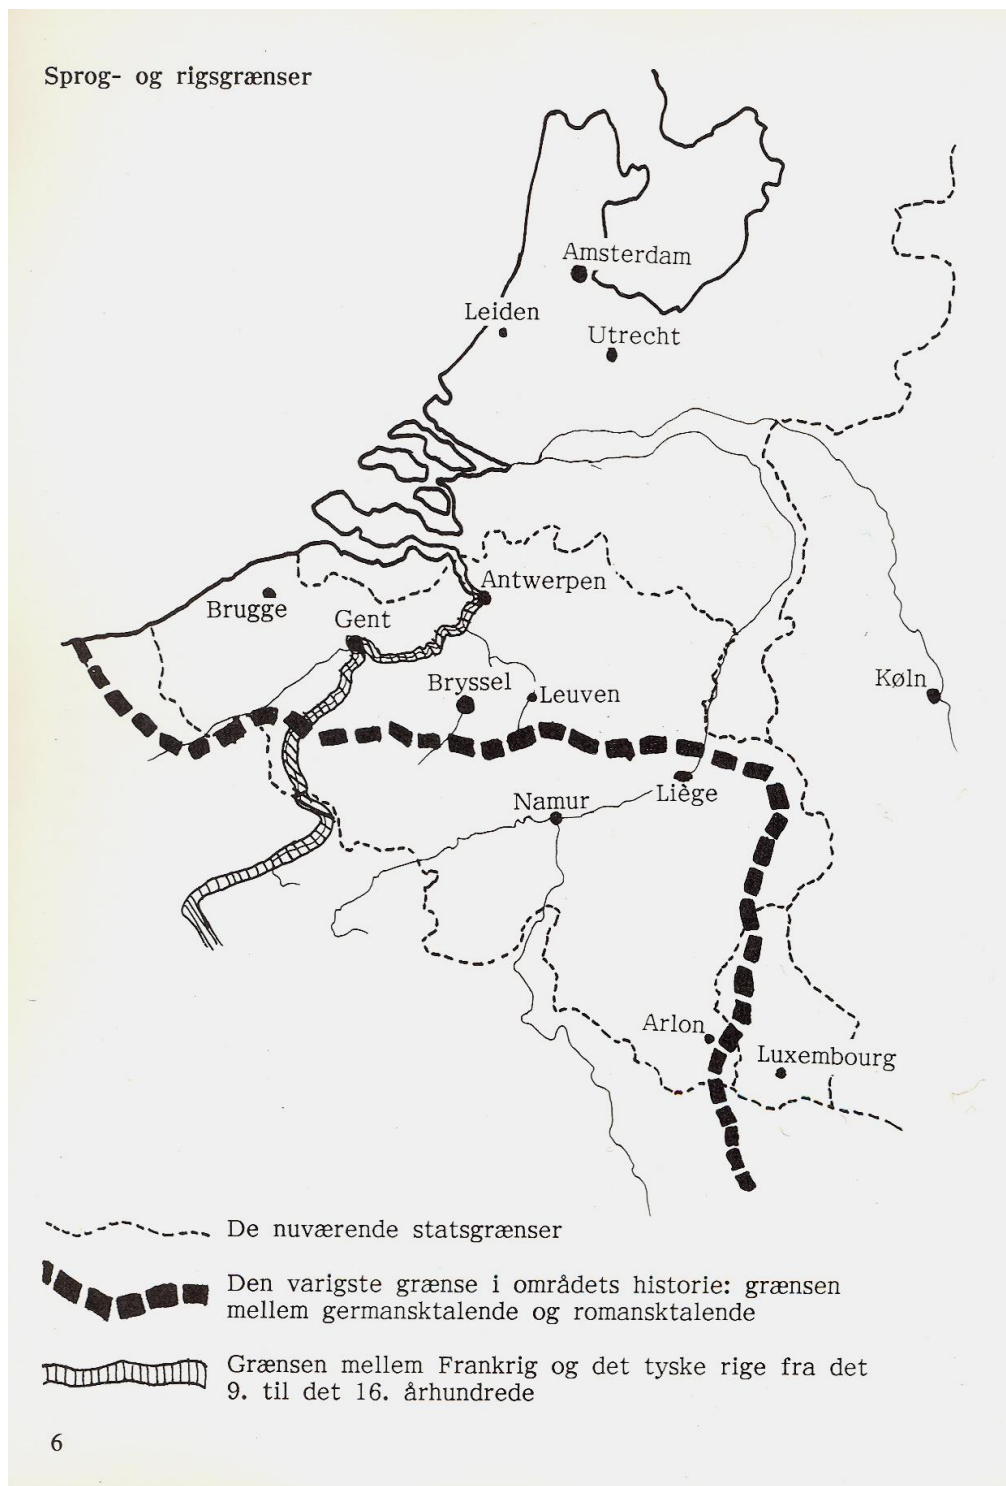 Sprog- og rigsgrænser
Amsterdam
Leiden
Utrecht
Antwerpen
Brugge
Gent
Bryssel
Leuven
Køln
Namur
Liège
Arlon
Luxembourg
De nuværende statsgrænser
Den varigste grænse i områdets historie: grænsen
mellem germansktalende og romansktalende
Grænsen mellem Frankrig og det tyske rige fra det
9. til det 16. århundrede
6